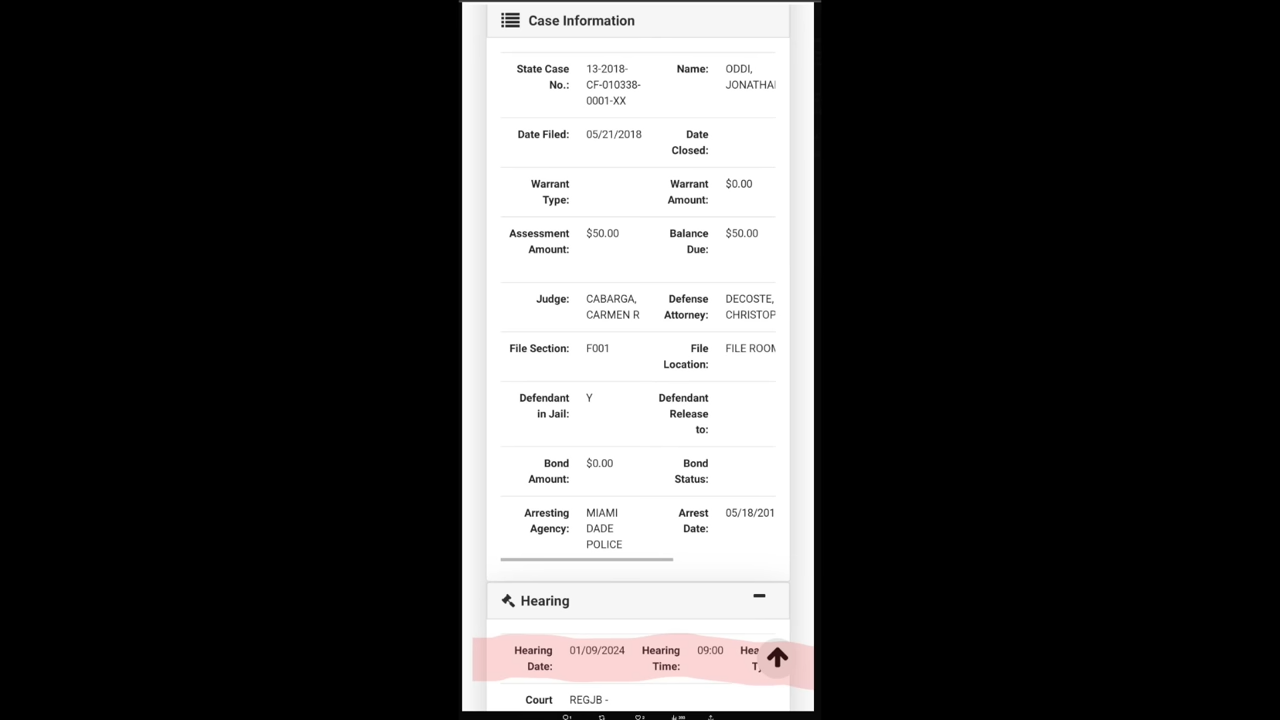 Case Information
State Case No.: 13-2018-CF-010338-0001-XX Name: ODDI, JONATHA
Date Filed: 05/21/2018 Date Closed:
Warrant Type: Warrant Amount: $0.00
Assessment Amount: $50.00 Balance Due: $50.00
Judge: CABARGA, CARMEN R Defense Attorney: DECOSTE, CHRISTOP
File Section: F001 File Location: FILE ROOM
Defendant in Jail: Y Defendant Release to:
Bond Amount: $0.00 Bond Status:
Arresting Agency: MIAMI DADE POLICE Arrest Date: 05/18/201
Hearing
Hearing Date: 01/09/2024 Hearing Time: 09:00 Hea
Court REGJB -